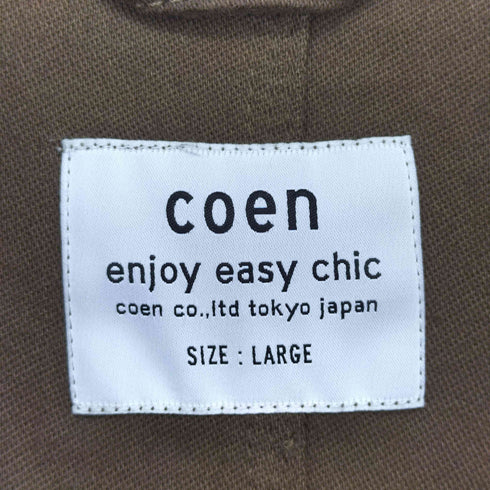 coen
enjoy easy chic
coen co.,ltd tokyo japan
SIZE : LARGE